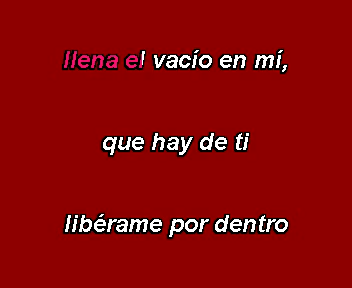 llena el vacío en mí,
que hay de ti
libérame por dentro